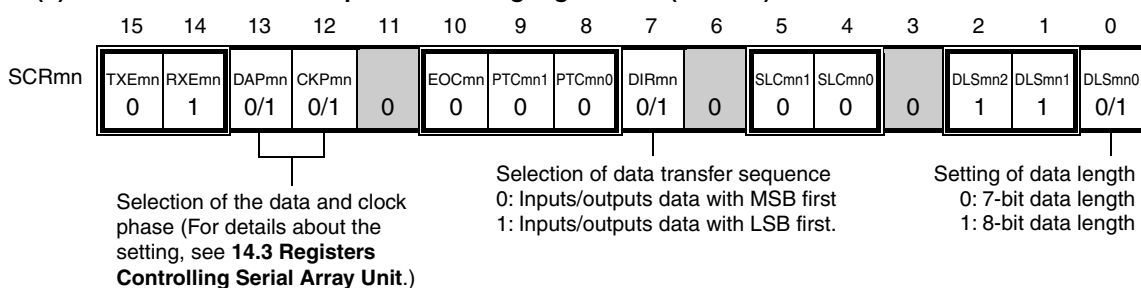 15 14 13 12 11 10 9 8 7 6 5 4 3 2 1 0
SCRmn
TXEmn RXEmn DAPmn CKPmn EOCmn PTCmn1 PTCmn0 DIRmn SLCmn1 SLCmn0 DLSmn2 DLSmn1 DLSmn0
0 1 0/1 0/1 0 0 0 0 0/1 0 0 0 0 1 1 0/1
Selection of the data and clock
phase (For details about the
setting, see 14.3 Registers
Controlling Serial Array Unit.)
Selection of data transfer sequence
0: Inputs/outputs data with MSB first
1: Inputs/outputs data with LSB first.
Setting of data length
0: 7-bit data length
1: 8-bit data length